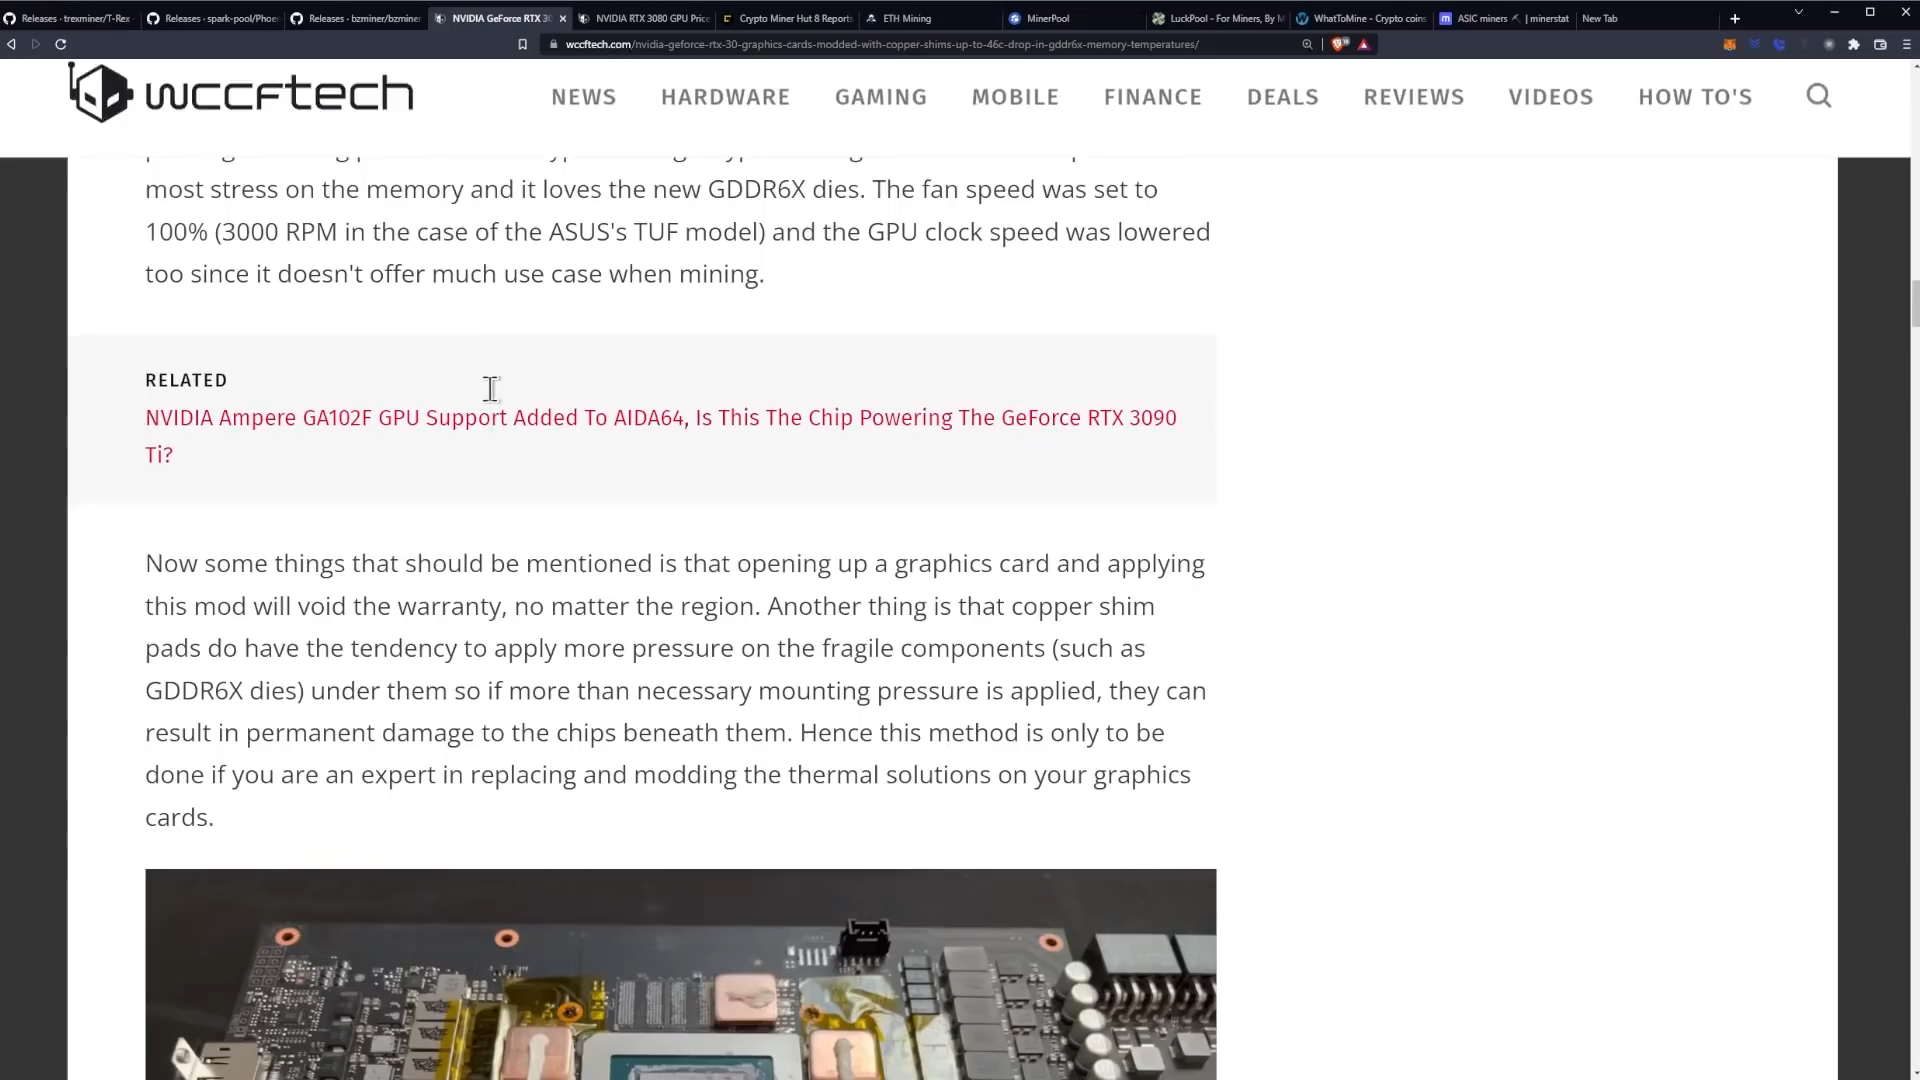 Releases · trexminer/T-Rex
Releases · spark-pool/Phoe
Releases · bzminer/bzminer
NVIDIA GeForce RTX 30
NVIDIA RTX 3080 GPU Price
Crypto Miner Hut 8 Reports
ETH Mining
MinerPool
LuckPool - For Miners, By M
WhatToMine - Crypto coins
ASIC miners ⛏ | minerstat
New Tab
wccftech.com/nvidia-geforce-rtx-30-graphics-cards-modded-with-copper-shims-up-to-46c-drop-in-gddr6x-memory-temperatures/
wccftech
NEWS HARDWARE GAMING MOBILE FINANCE DEALS REVIEWS VIDEOS HOW TO'S
most stress on the memory and it loves the new GDDR6X dies. The fan speed was set to
100% (3000 RPM in the case of the ASUS's TUF model) and the GPU clock speed was lowered
too since it doesn't offer much use case when mining.
RELATED
NVIDIA Ampere GA102F GPU Support Added To AIDA64, Is This The Chip Powering The GeForce RTX 3090
Ti?
Now some things that should be mentioned is that opening up a graphics card and applying
this mod will void the warranty, no matter the region. Another thing is that copper shim
pads do have the tendency to apply more pressure on the fragile components (such as
GDDR6X dies) under them so if more than necessary mounting pressure is applied, they can
result in permanent damage to the chips beneath them. Hence this method is only to be
done if you are an expert in replacing and modding the thermal solutions on your graphics
cards.